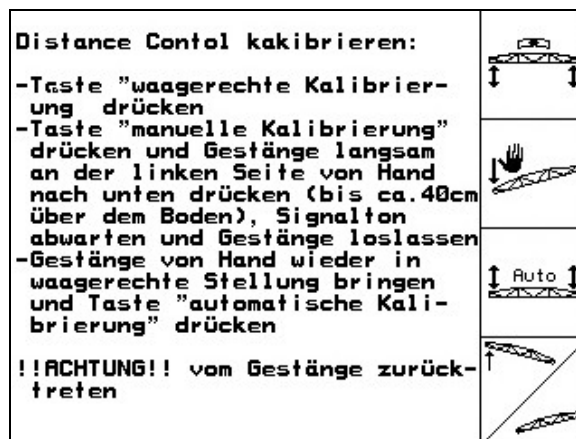 Distance Contol kakibrieren:
-Taste "waagerechte Kalibrier-
ung drücken
-Taste "manuelle Kalibrierung"
drücken und Gestänge langsam
an der linken Seite von Hand
nach unten drücken (bis ca.40cm
über dem Boden), Signalton
abwarten und Gestänge loslassen
-Gestänge von Hand wieder in
waagerechte Stellung bringen
und Taste "automatische Kali-
brierung" drücken
!!ACHTUNG!! vom Gestänge zurück-
treten
Auto